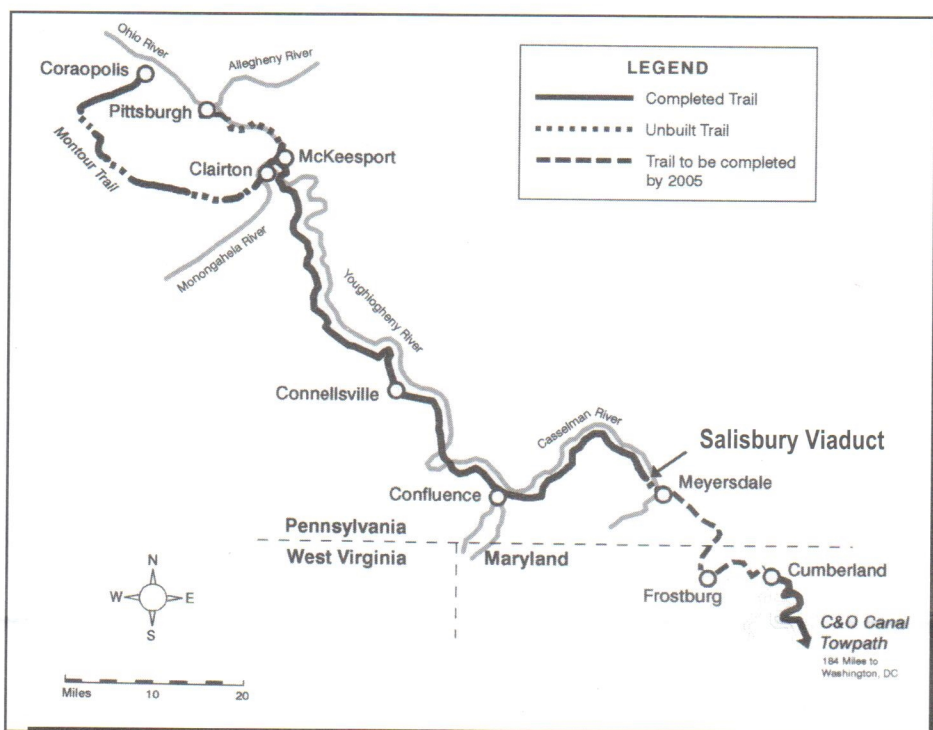 Ohio River
Allegheny River
Coraopolis
Pittsburgh
McKeesport
Clairton
Montour Trail
Monongahela River
Youghiogheny River
Connellsville
Casselman River
Salisbury Viaduct
Meyersdale
Confluence
Pennsylvania
West Virginia
Maryland
Frostburg
Cumberland
C&O Canal
Towpath
184 Miles to
Washington, DC
LEGEND
Completed Trail
Unbuilt Trail
Trail to be completed
by 2005
N
W
E
S
Miles
10
20